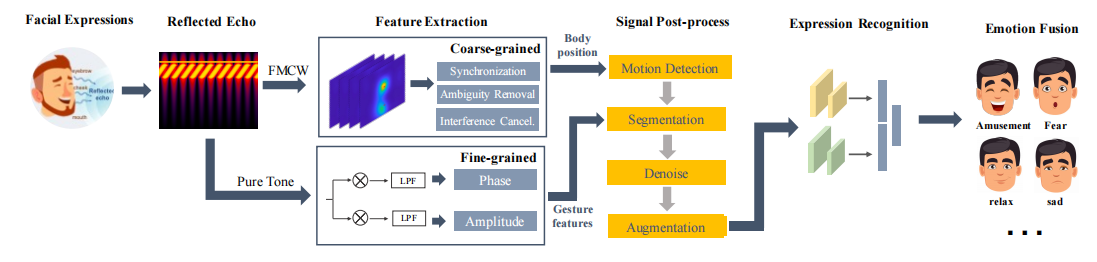 Facial Expressions
Reflected Echo
Feature Extraction
Signal Post-process
Expression Recognition
Emotion Fusion
eyebrow
cheek
Reflected
echo
mouth
FMCW
Pure Tone
Coarse-grained
Synchronization
Ambiguity Removal
Interference Cancel.
Fine-grained
LPF
Phase
LPF
Amplitude
Body
position
Gesture
features
Motion Detection
Segmentation
Denoise
Augmentation
Amusement
Fear
relax
sad
...